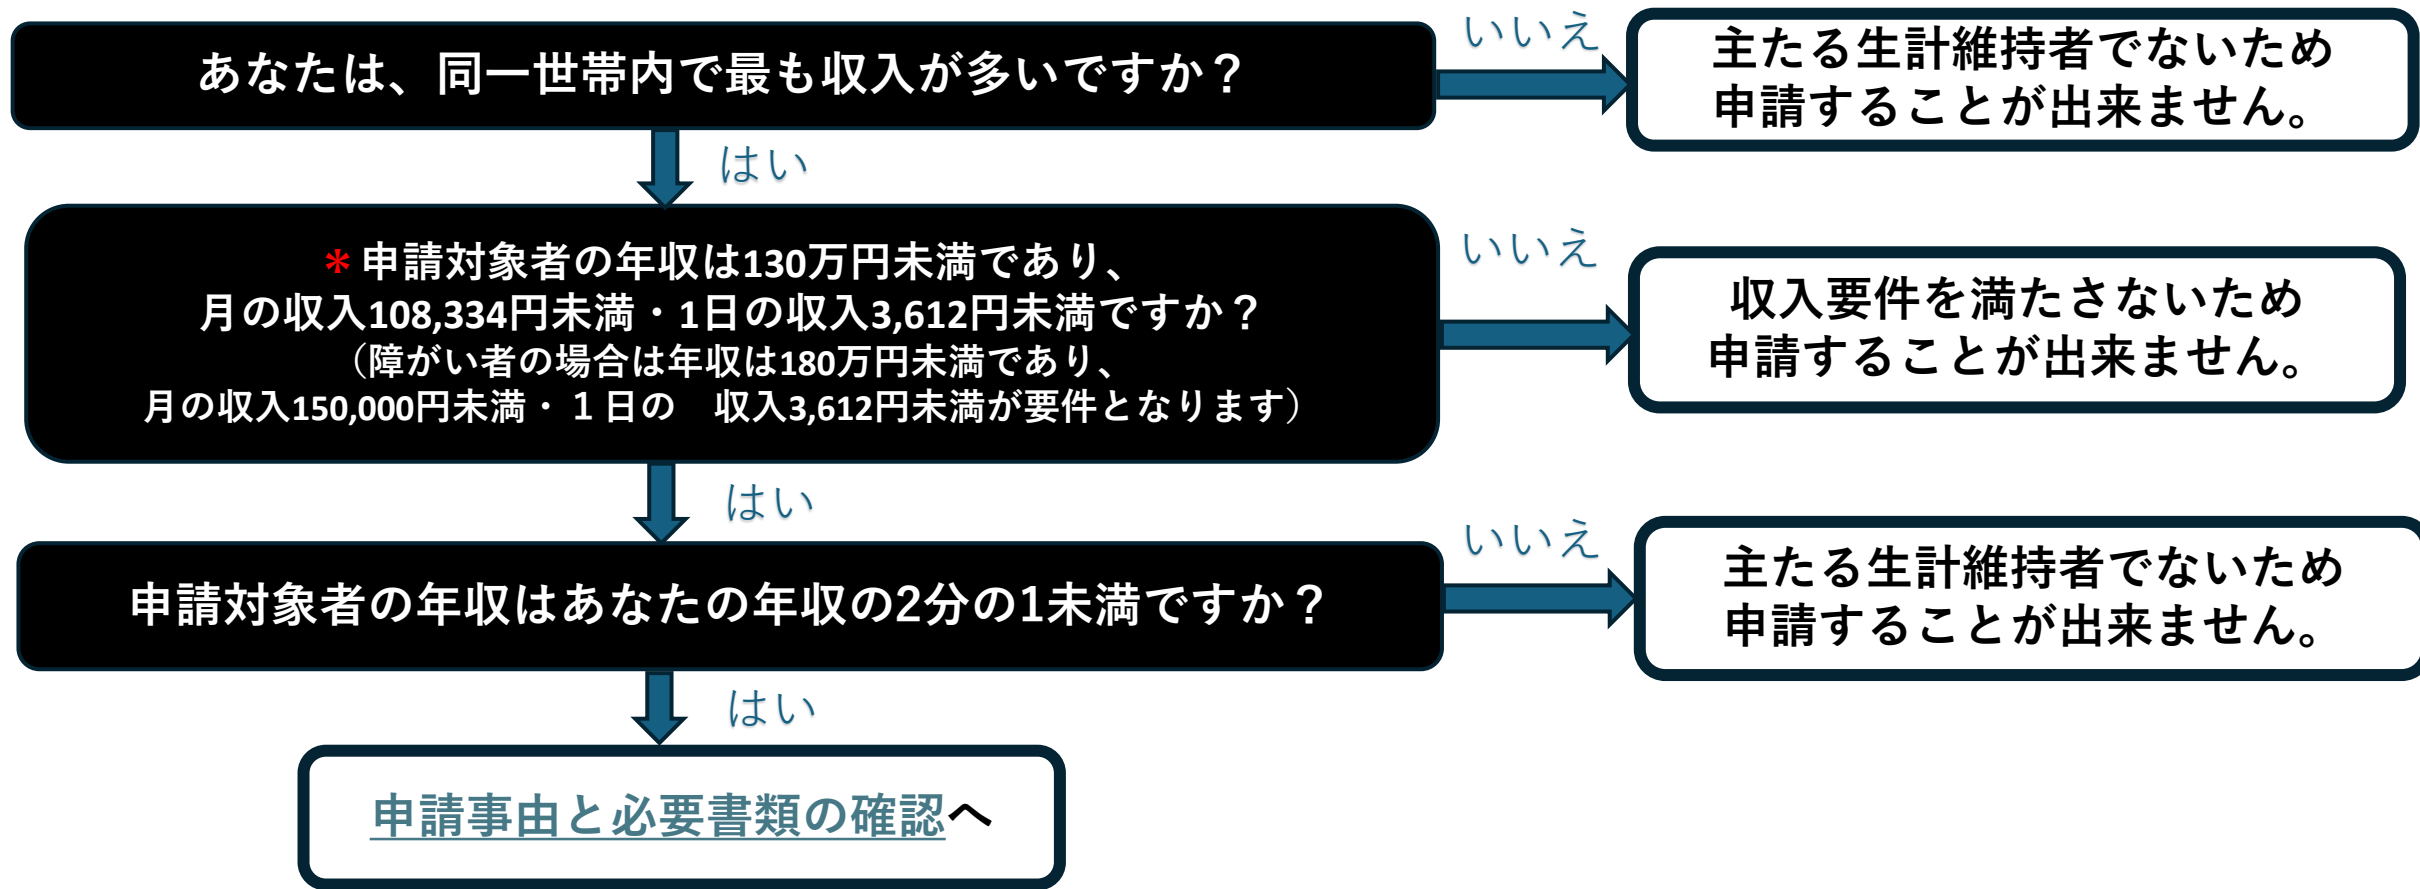 あなたは、同一世帯内で最も収入が多いですか？
いいえ
主たる生計維持者でないため
申請することが出来ません。
はい
＊申請対象者の年収は130万円未満であり、
月の収入108,334円未満・1日の収入3,612円未満ですか？
（障がい者の場合は年収は180万円未満であり、
月の収入150,000円未満・１日の　収入3,612円未満が要件となります）
いいえ
収入要件を満たさないため
申請することが出来ません。
はい
申請対象者の年収はあなたの年収の2分の1未満ですか？
いいえ
主たる生計維持者でないため
申請することが出来ません。
はい
申請事由と必要書類の確認へ